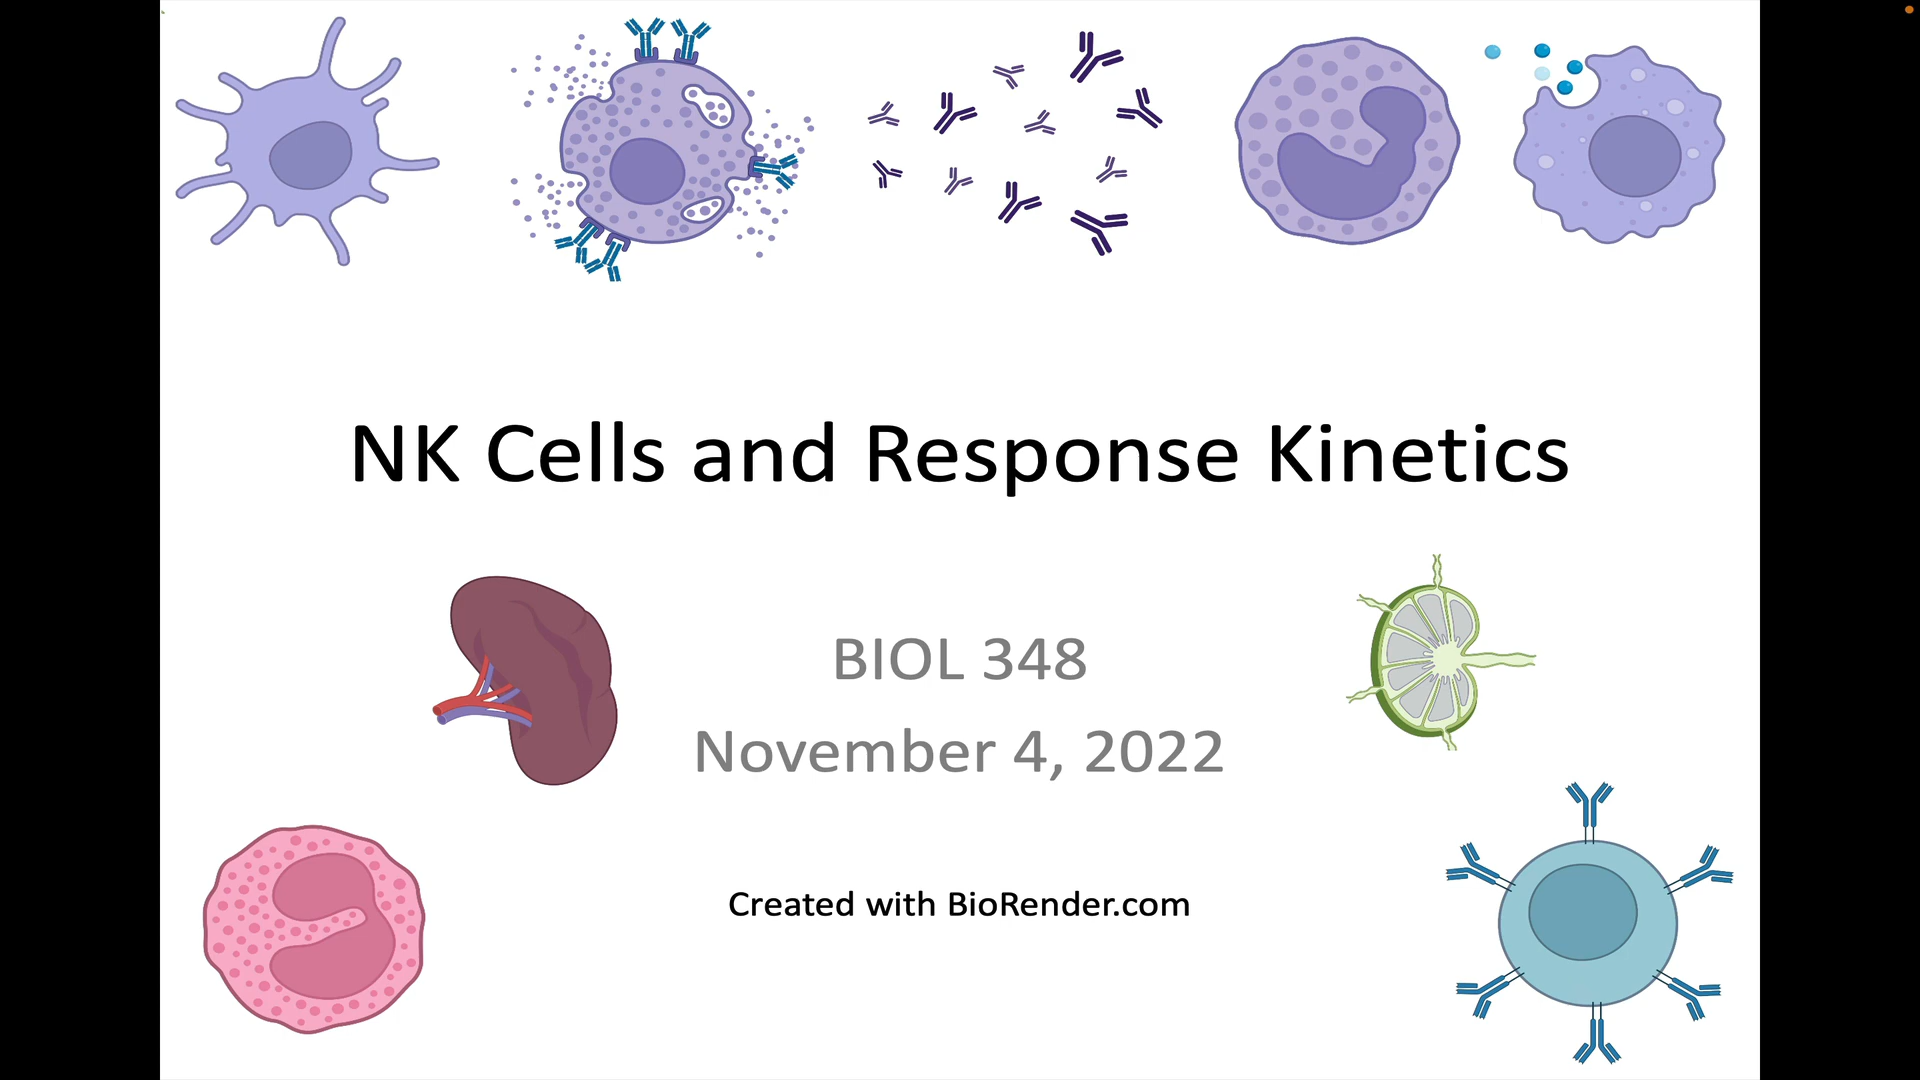 NK Cells and Response Kinetics
BIOL 348
November 4, 2022
Created with BioRender.com